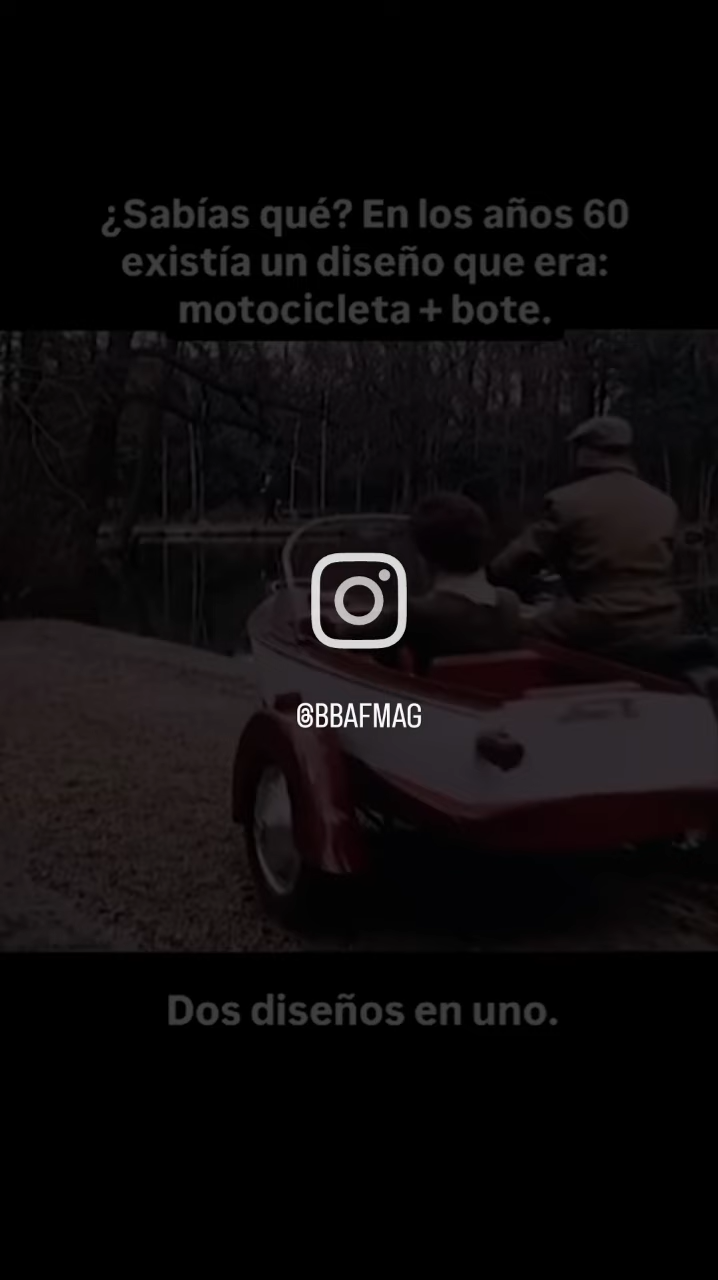 ¿Sabías qué? En los años 60
existía un diseño que era:
motocicleta + bote.
@BBAFMAG
Dos diseños en uno.